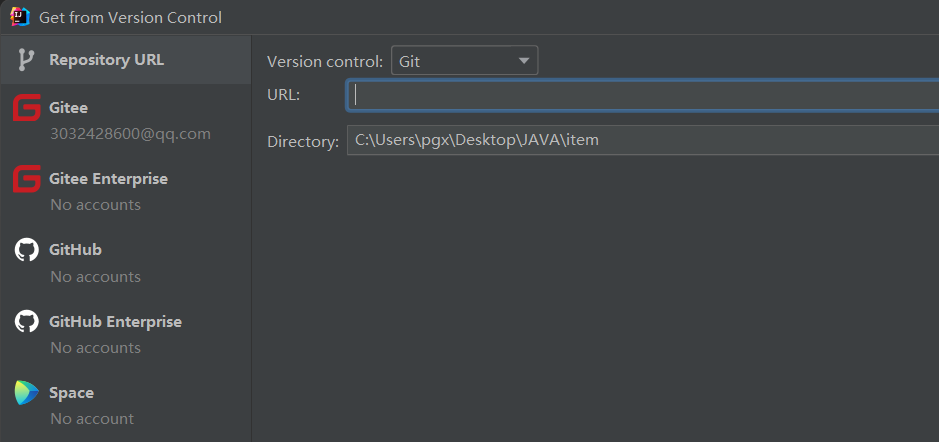 Get from Version Control
Repository URL
Gitee
3032428600@qq.com
Gitee Enterprise
No accounts
GitHub
No accounts
GitHub Enterprise
No accounts
Space
No account
Version control: Git
URL:
Directory: C:\Users\pgx\Desktop\JAVA\item